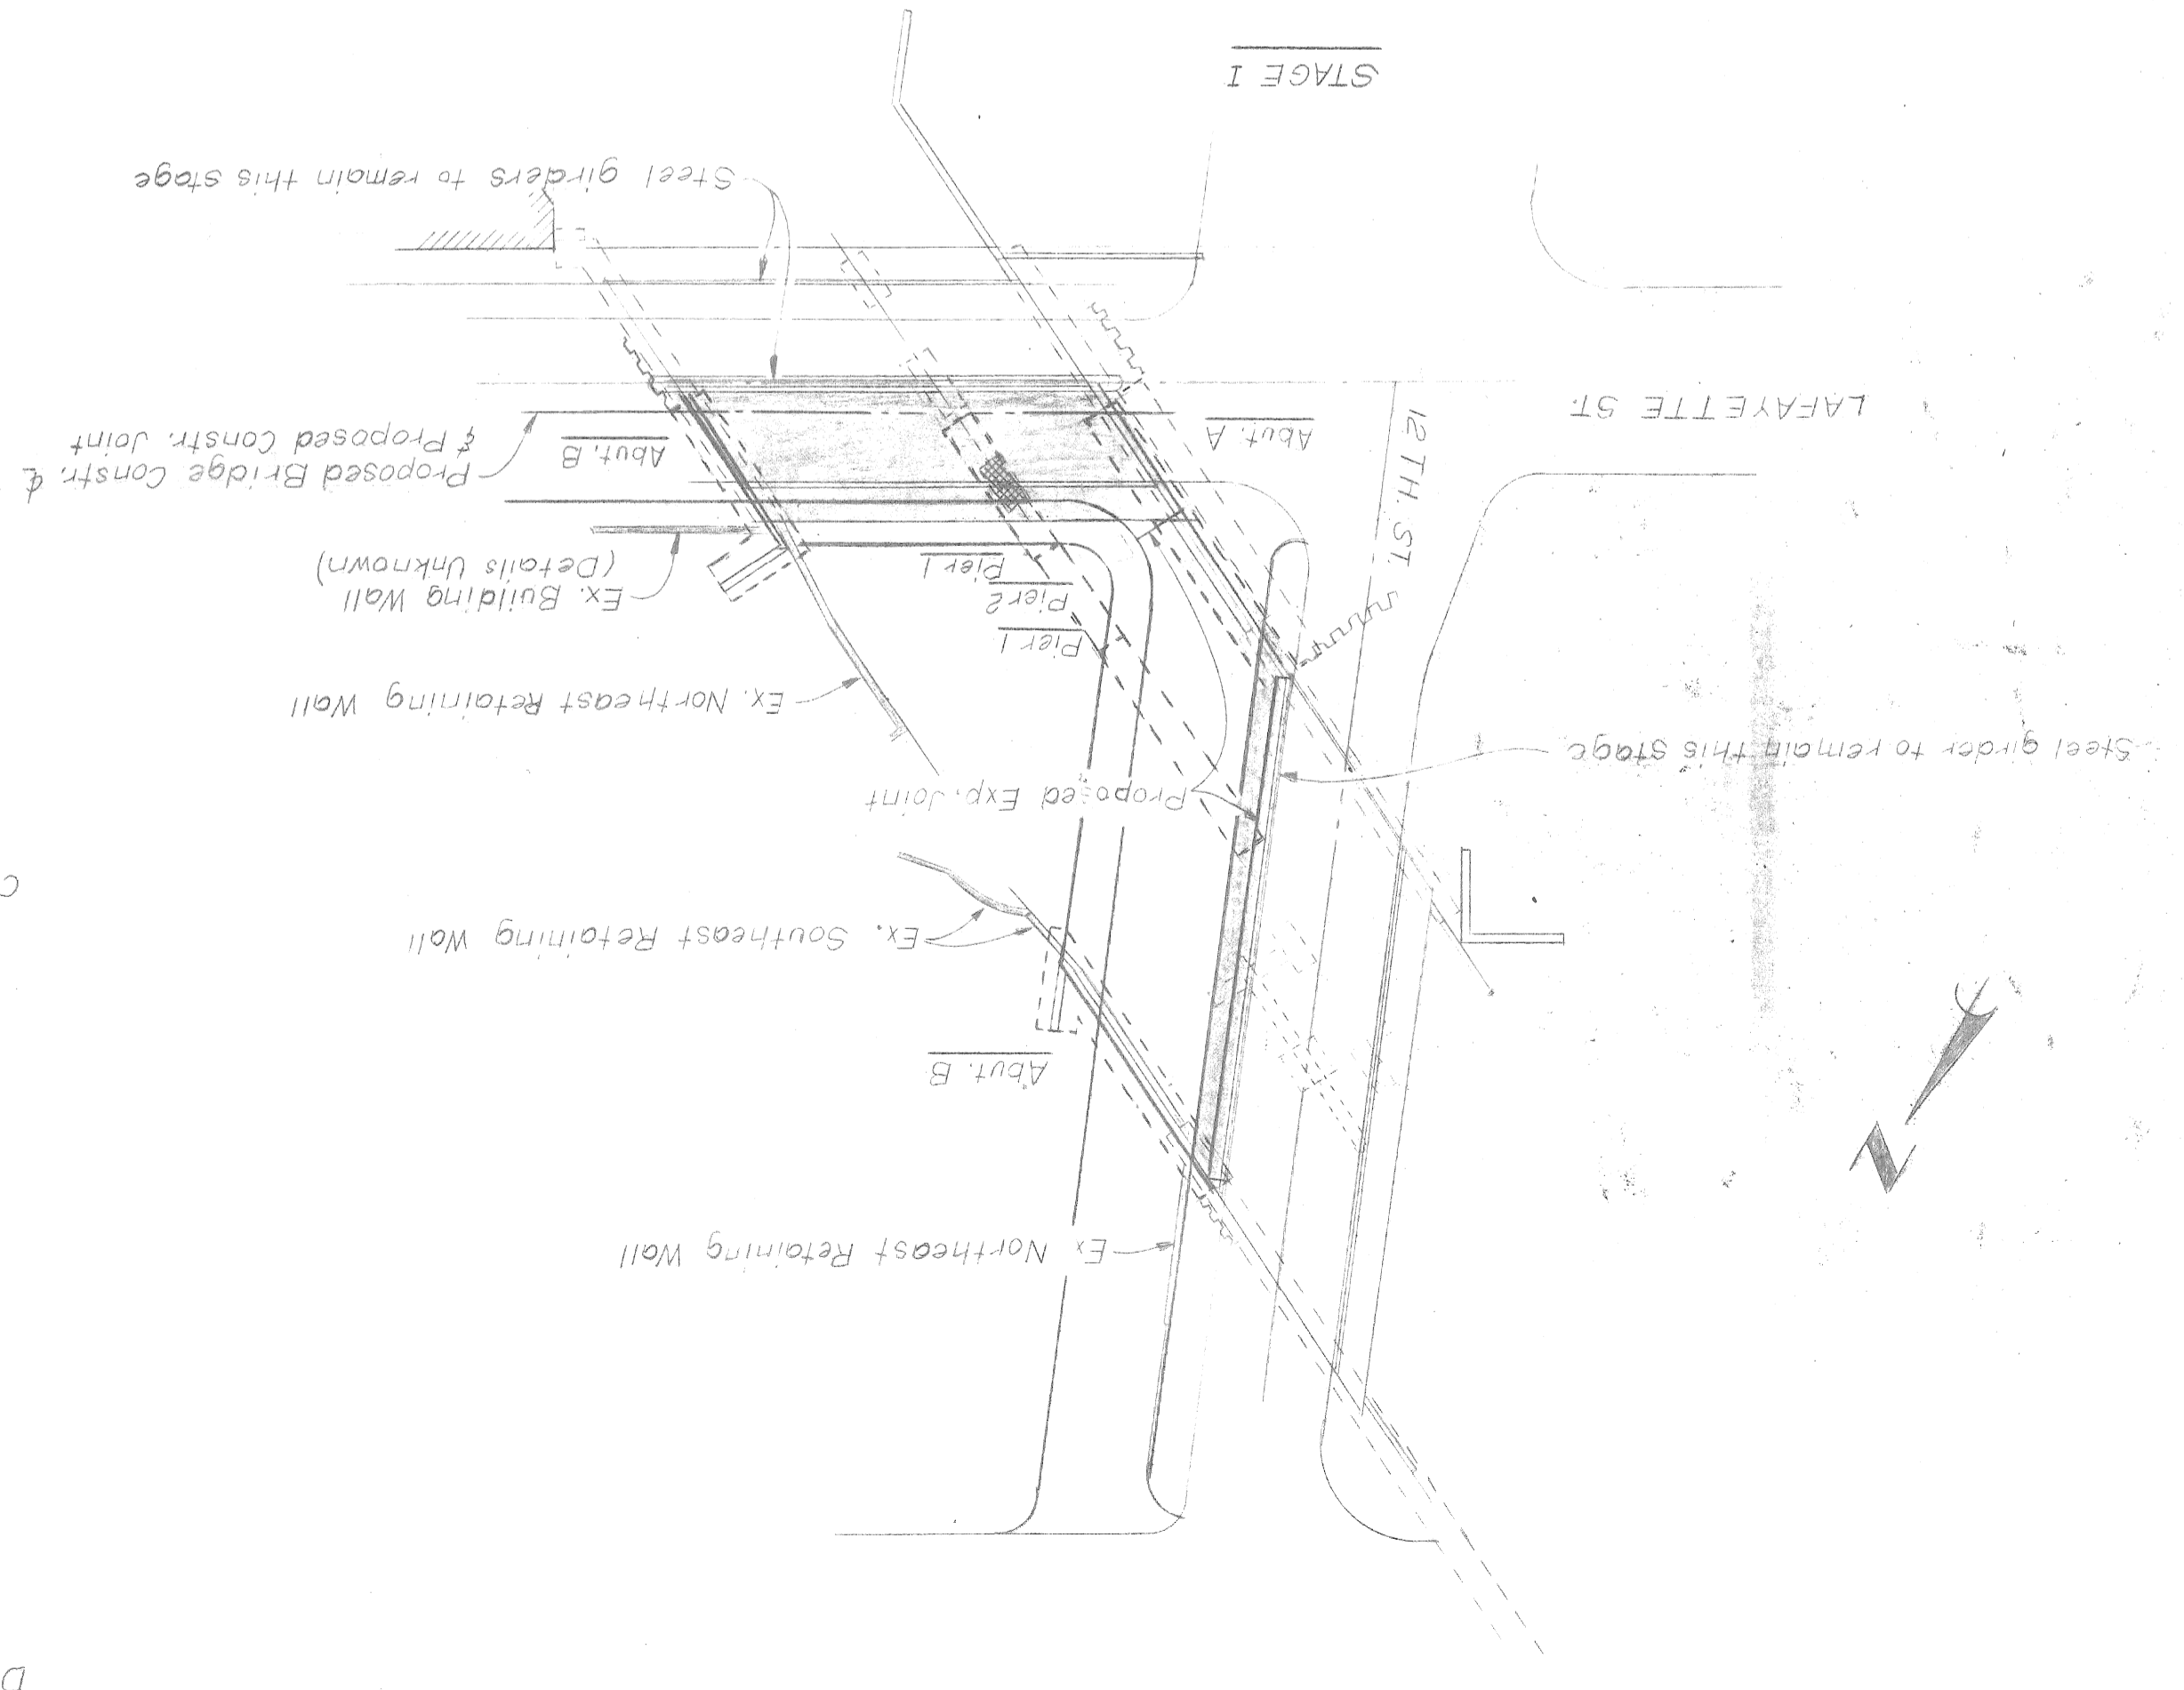 D
Ex Northeast Retaining Wall
N
Abut. B
Ex. Southeast Retaining Wall
C
Proposed Exp. Joint
Steel girder to remain this stage
Ex. Northeast Retaining Wall
Pier 1
Pier 2
Pier 1
Ex. Building Wall
(Details Unknown)
12TH. ST.
Proposed Bridge Constr. ℄
& Proposed Constr. Joint
Abut. B
Abut. A
LAFAYETTE ST.
Steel girders to remain this stage
STAGE I